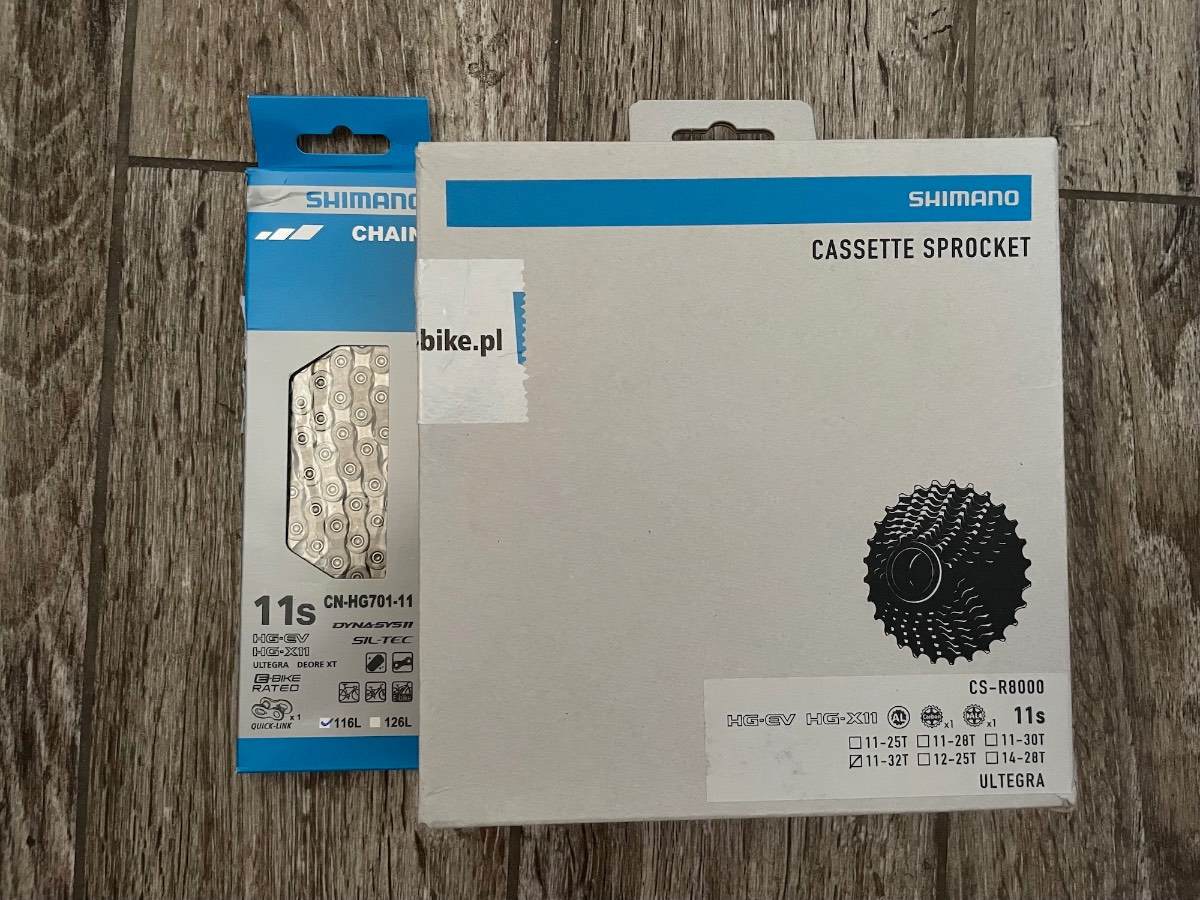 SHIMANO
CHAIN
11s CN-HG701-11
DYNA-SYS11
HG-EV SIL-TEC
HG-X11
ULTEGRA DEORE XT
E-BIKE
RATED
x1
QUICK-LINK
116L 126L
SHIMANO
CASSETTE SPROCKET
bike.pl
CS-R8000
HG-EV HG-X11 AL x1 x1 11s
11-25T 11-28T 11-30T
11-32T 12-25T 14-28T
ULTEGRA